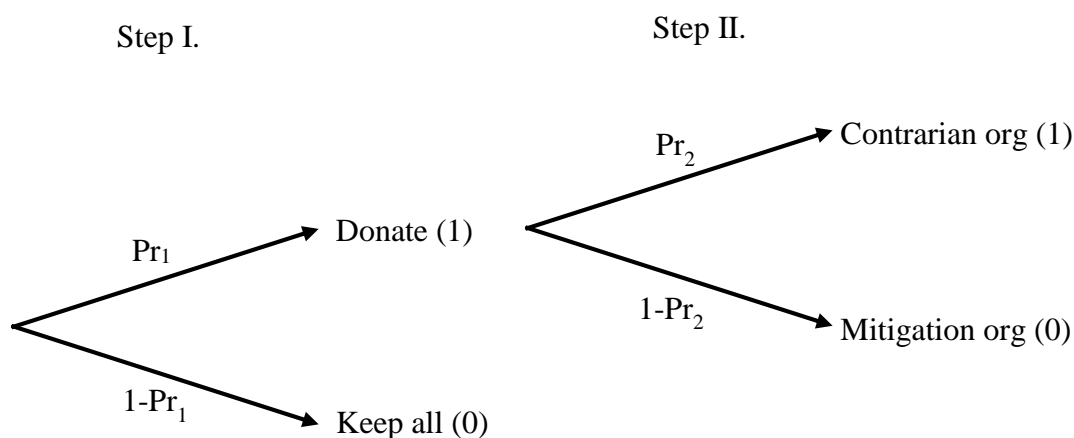 Step I.
Step II.
Contrarian org (1)
Pr₂
Donate (1)
Pr₁
1-Pr₂
Mitigation org (0)
1-Pr₁
Keep all (0)